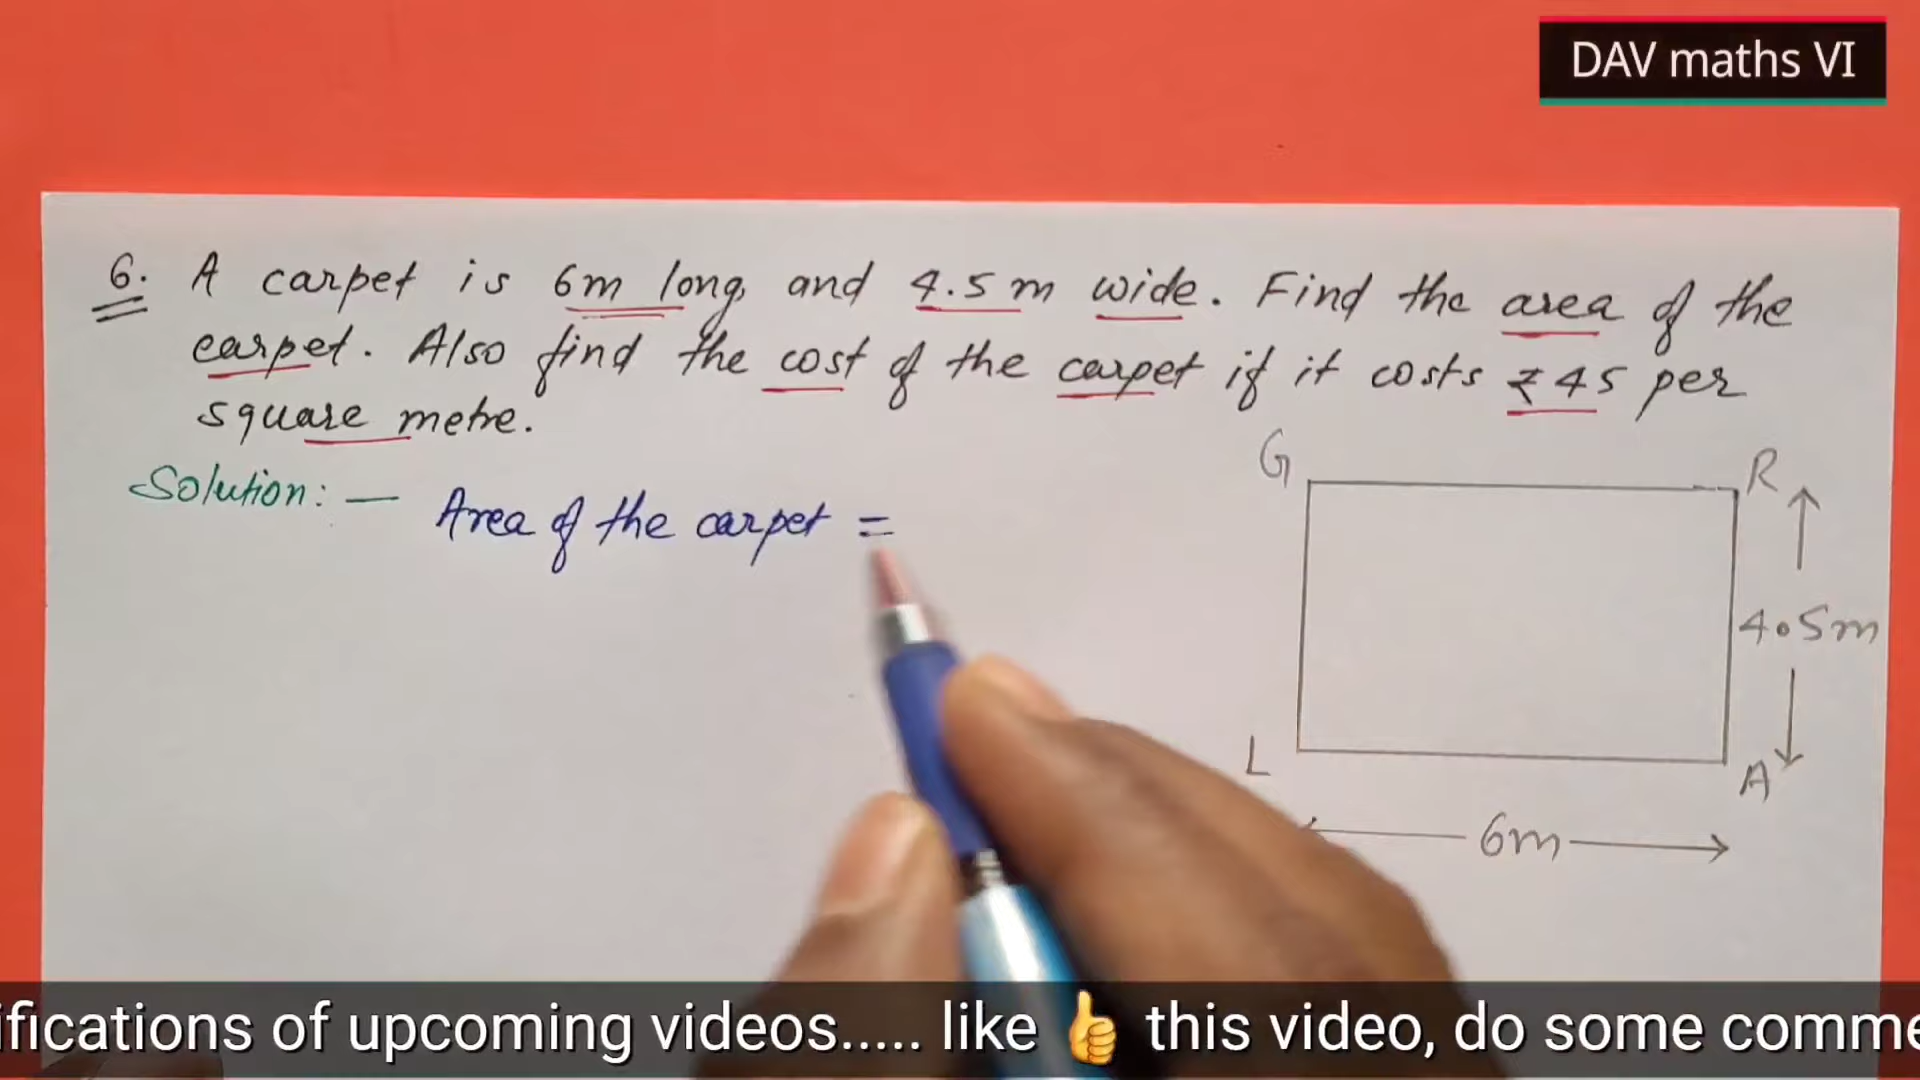 DAV maths VI
6. A carpet is 6m long and 4.5m wide. Find the area of the
carpet. Also find the cost of the carpet if it costs ₹45 per
square metre.
Solution:— Area of the carpet =
G
R
4.5m
L
A
6m
ifications of upcoming videos..... like 👍 this video, do some comme